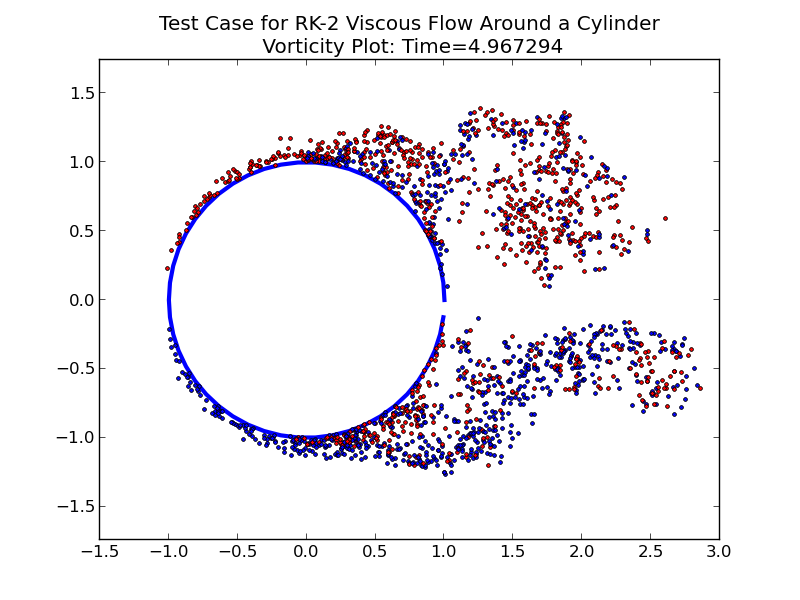 Test Case for RK-2 Viscous Flow Around a Cylinder
Vorticity Plot: Time=4.967294
1.5
1.0
0.5
0.0
−0.5
−1.0
−1.5
−1.5 −1.0 −0.5 0.0 0.5 1.0 1.5 2.0 2.5 3.0